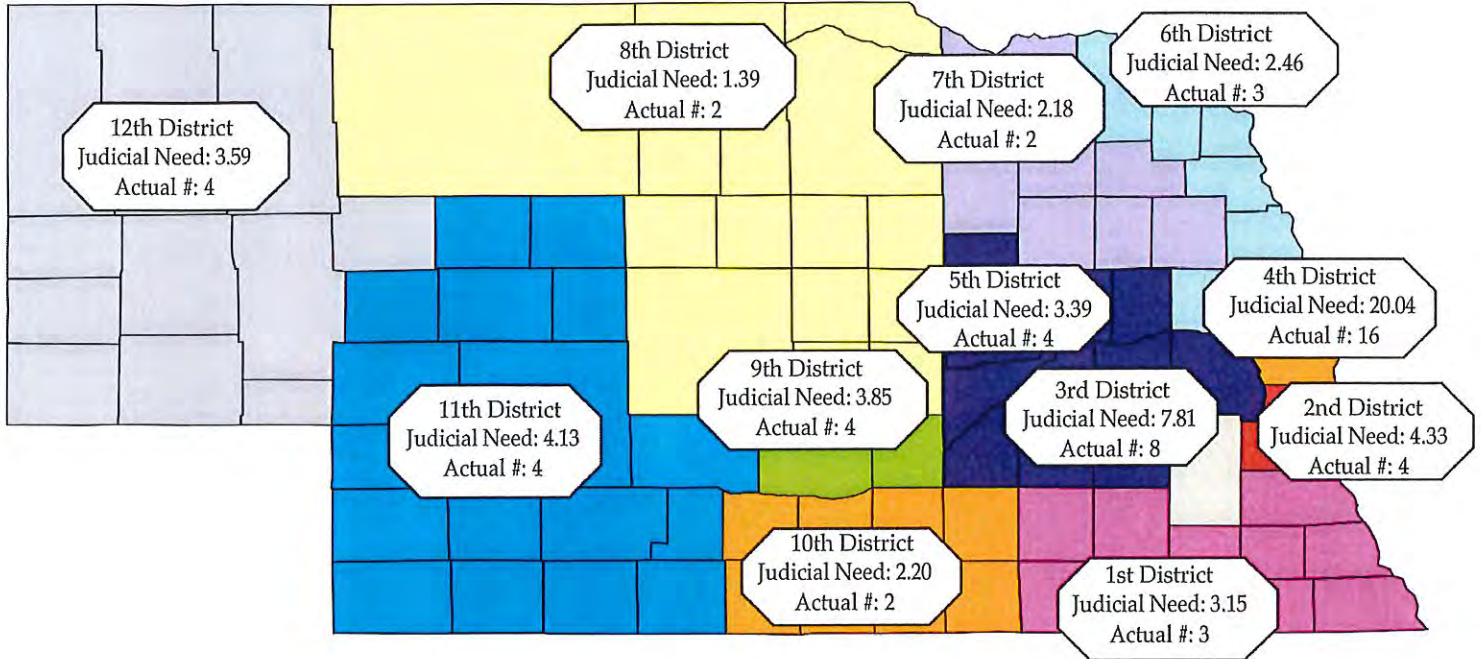 8th District
Judicial Need: 1.39
Actual #: 2
6th District
Judicial Need: 2.46
Actual #: 3
7th District
Judicial Need: 2.18
Actual #: 2
12th District
Judicial Need: 3.59
Actual #: 4
5th District
Judicial Need: 3.39
Actual #: 4
4th District
Judicial Need: 20.04
Actual #: 16
9th District
Judicial Need: 3.85
Actual #: 4
3rd District
Judicial Need: 7.81
Actual #: 8
2nd District
Judicial Need: 4.33
Actual #: 4
11th District
Judicial Need: 4.13
Actual #: 4
10th District
Judicial Need: 2.20
Actual #: 2
1st District
Judicial Need: 3.15
Actual #: 3